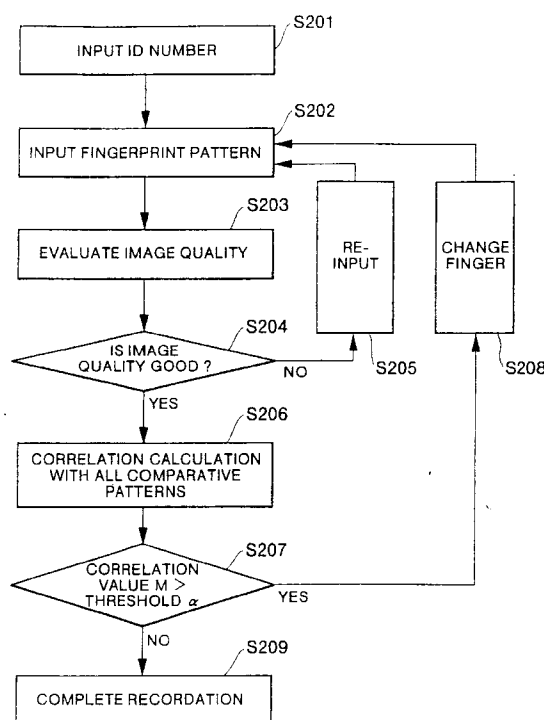 S201
INPUT ID NUMBER
S202
INPUT FINGERPRINT PATTERN
S203
EVALUATE IMAGE QUALITY
RE-
INPUT
CHANGE
FINGER
S204
IS IMAGE
QUALITY GOOD ?
NO
S205
S208
YES
S206
CORRELATION CALCULATION
WITH ALL COMPARATIVE
PATTERNS
S207
CORRELATION
VALUE M >
THRESHOLD α
YES
NO
S209
COMPLETE RECORDATION